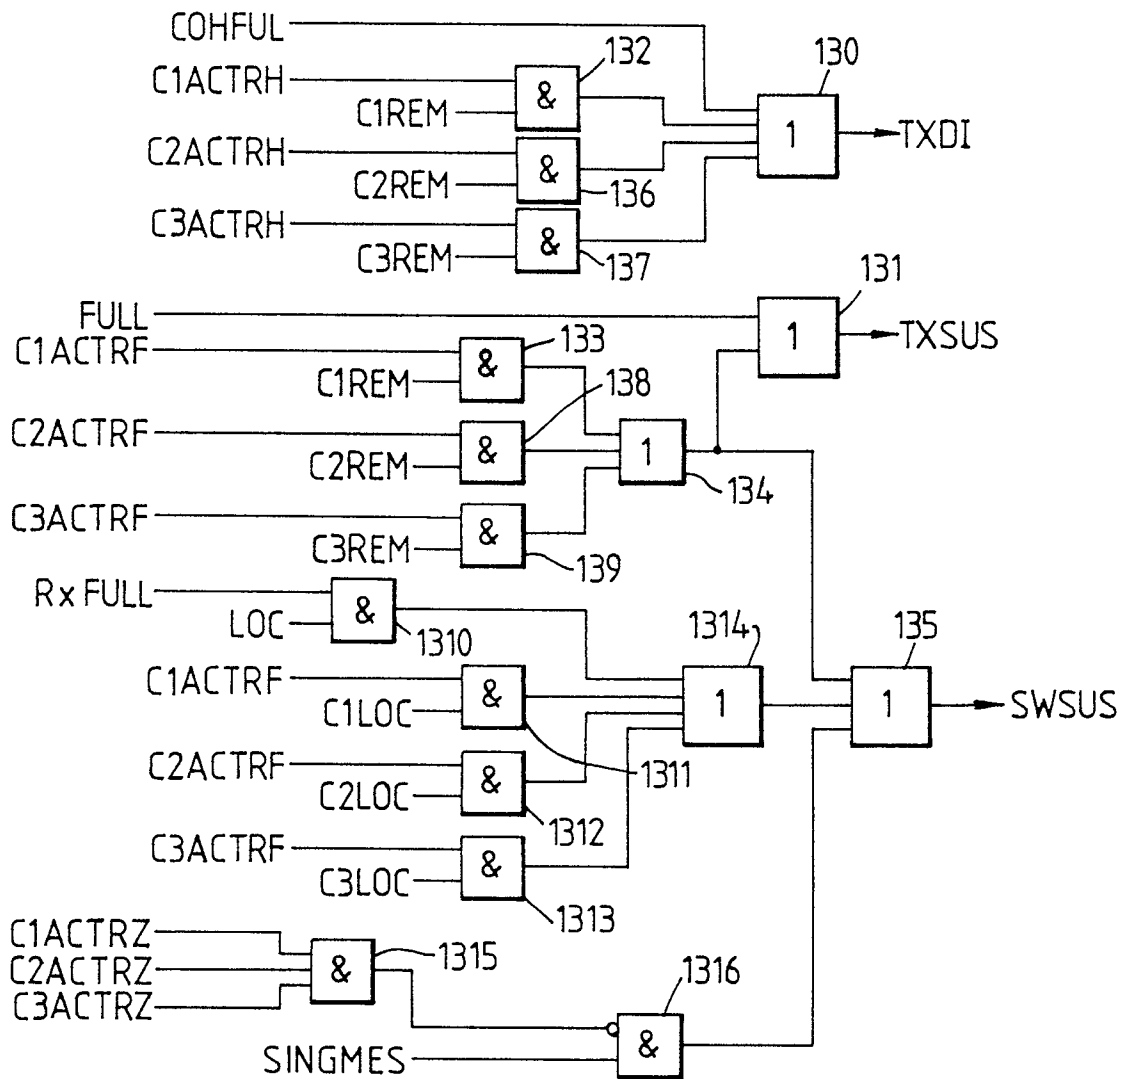 COHFUL
132
130
C1ACTRH
&
C1REM
1
TXDI
C2ACTRH
&
C2REM
136
C3ACTRH
&
C3REM
137
131
FULL
1
TXSUS
C1ACTRF
&
133
C1REM
138
C2ACTRF
&
C2REM
1
134
C3ACTRF
&
C3REM
139
Rx FULL
&
LOC
1310
1314
135
C1ACTRF
&
C1LOC
1
1
SWSUS
1311
C2ACTRF
&
C2LOC
1312
C3ACTRF
&
C3LOC
1313
C1ACTRZ
C2ACTRZ
C3ACTRZ
&
1315
1316
SINGMES
&